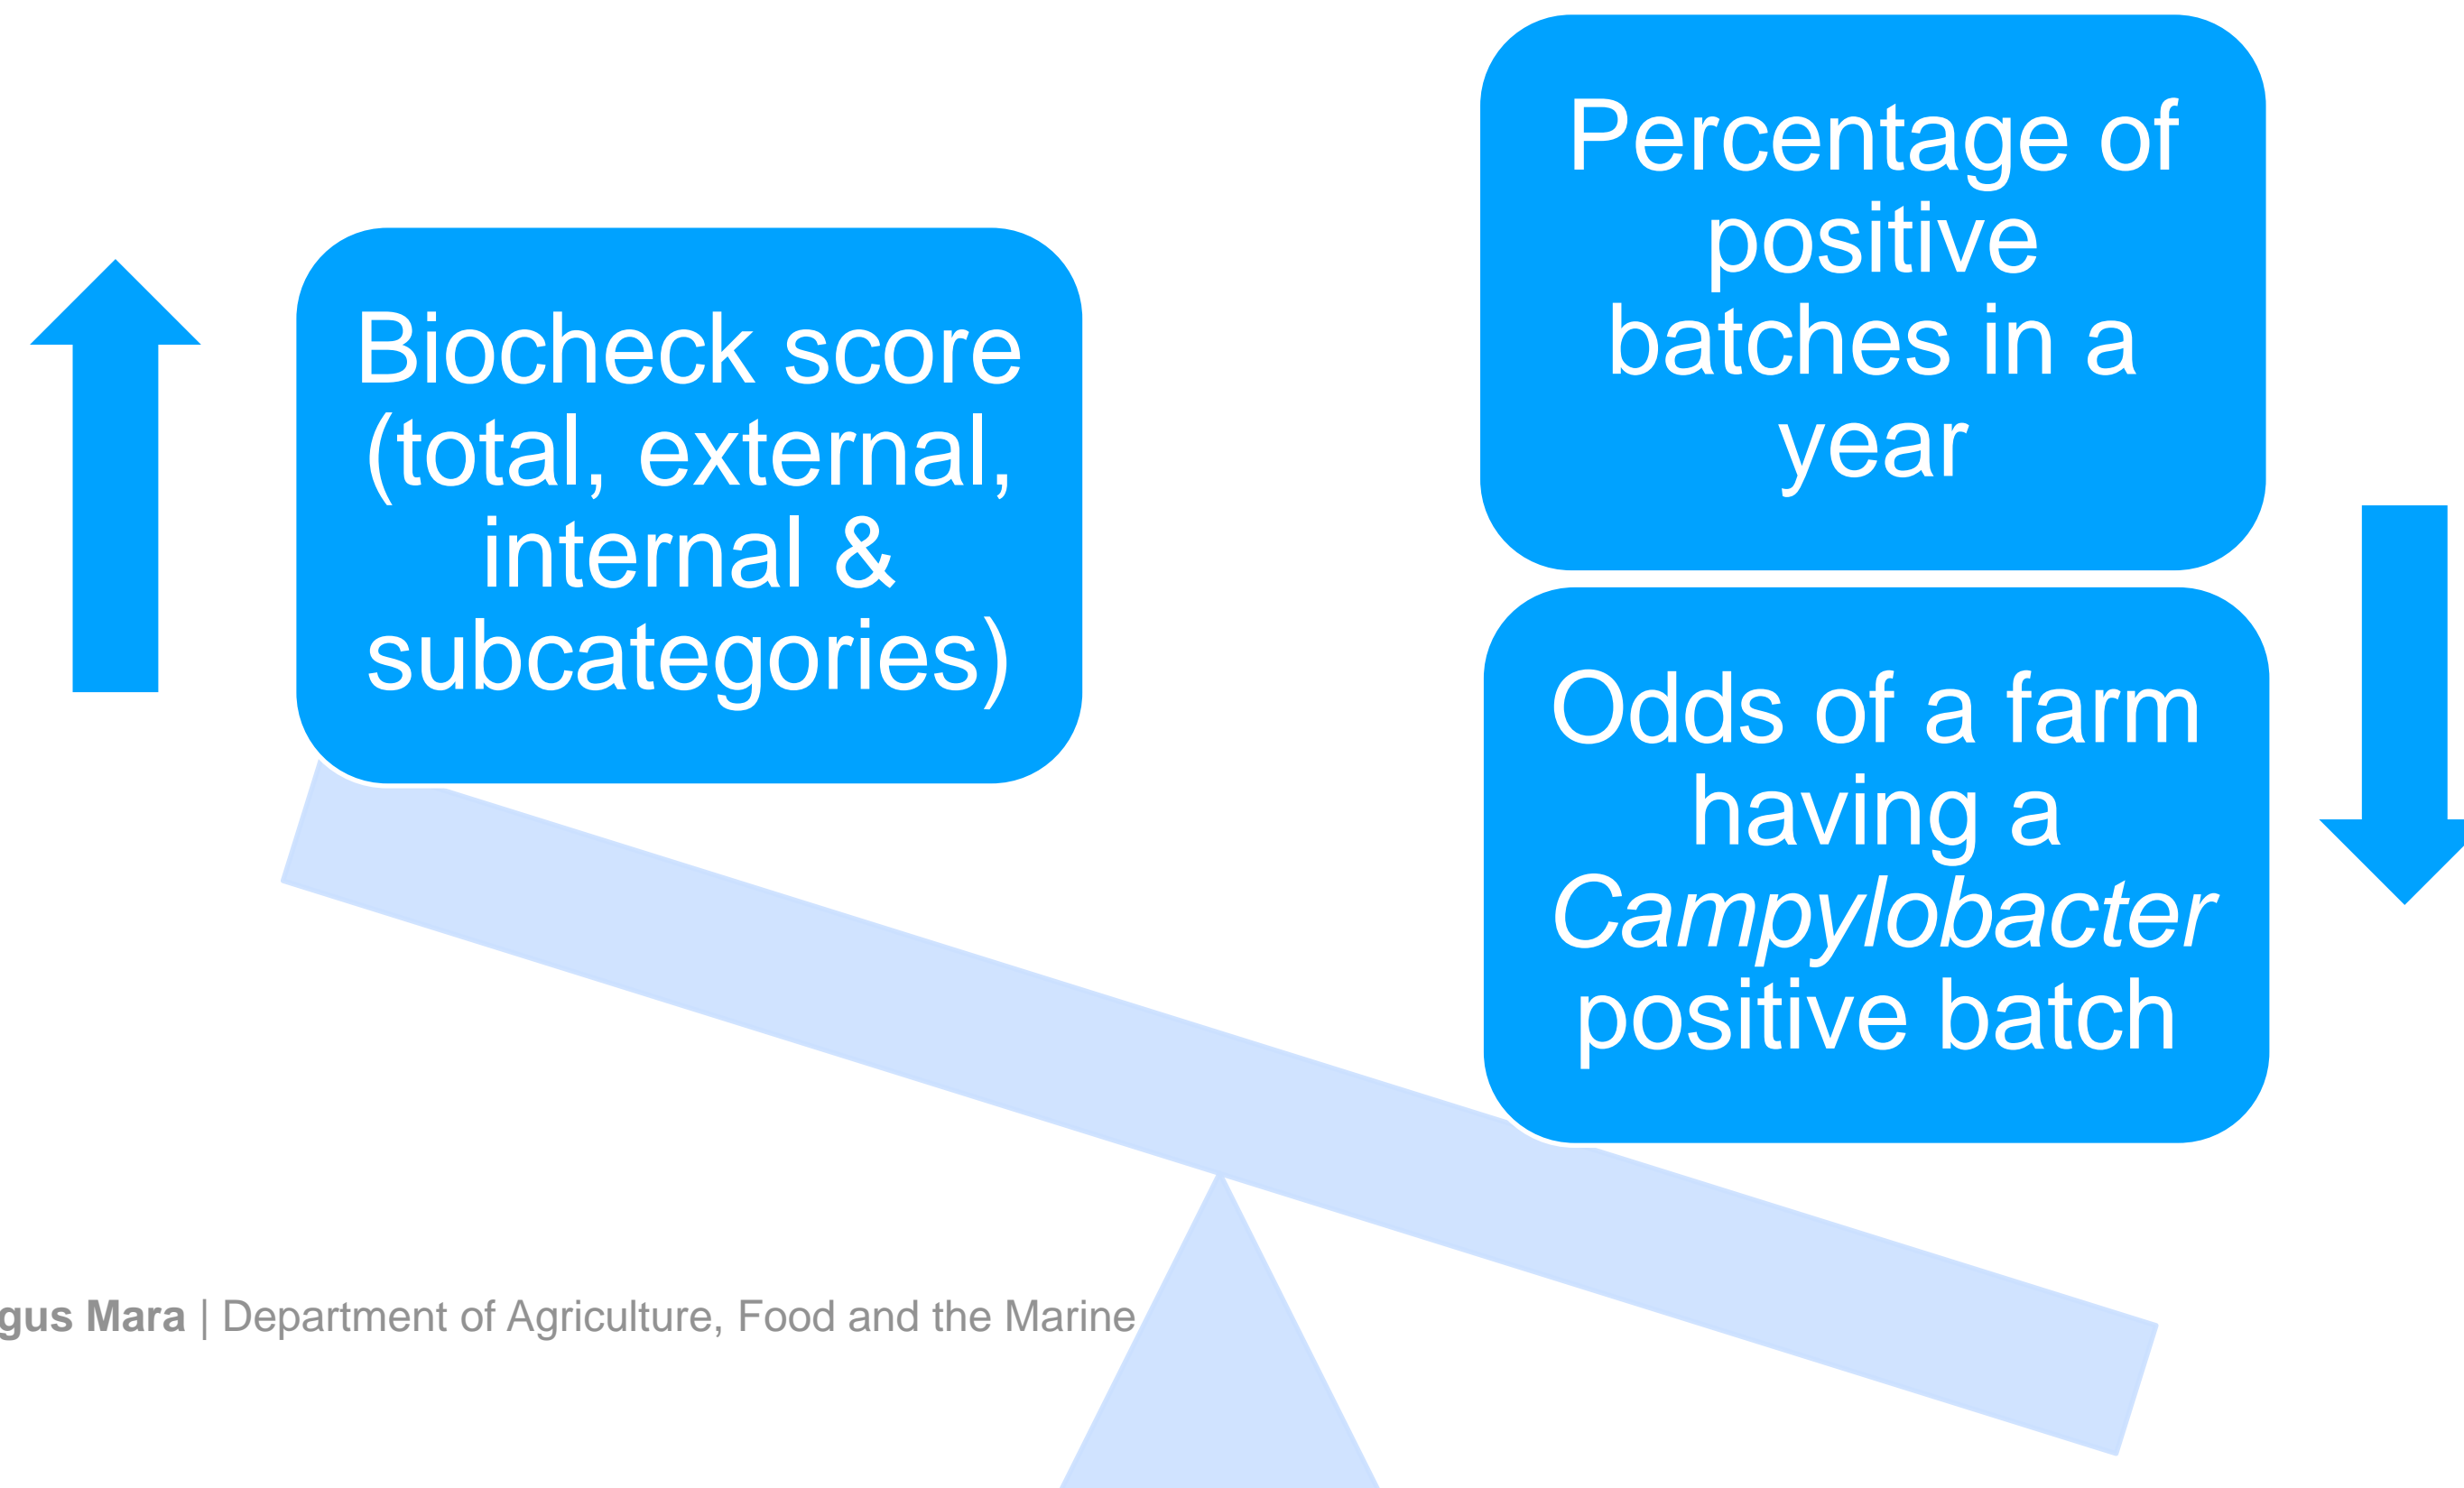 Biocheck score
(total, external,
internal &
subcategories)
Percentage of
positive
batches in a
year
Odds of a farm
having a
Campylobacter
positive batch
Mara | Department of Agriculture, Food and the Marine